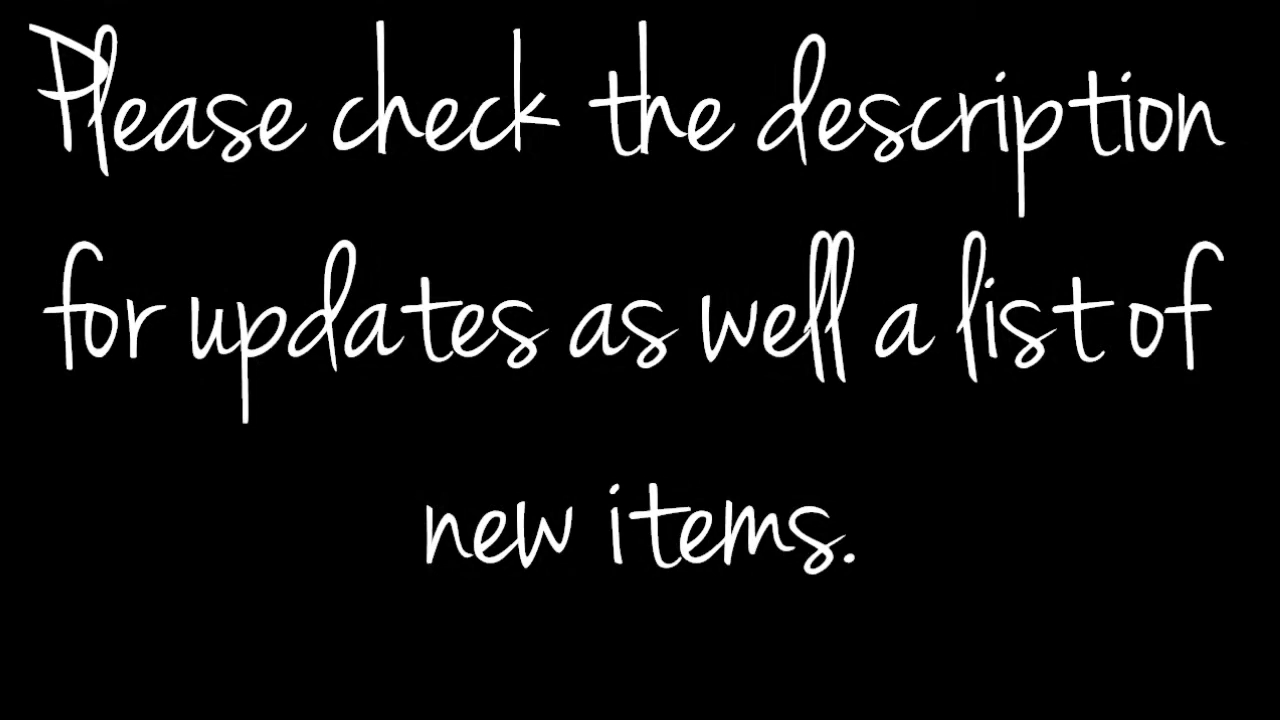 Please check the description
for updates as well a list of
new items.